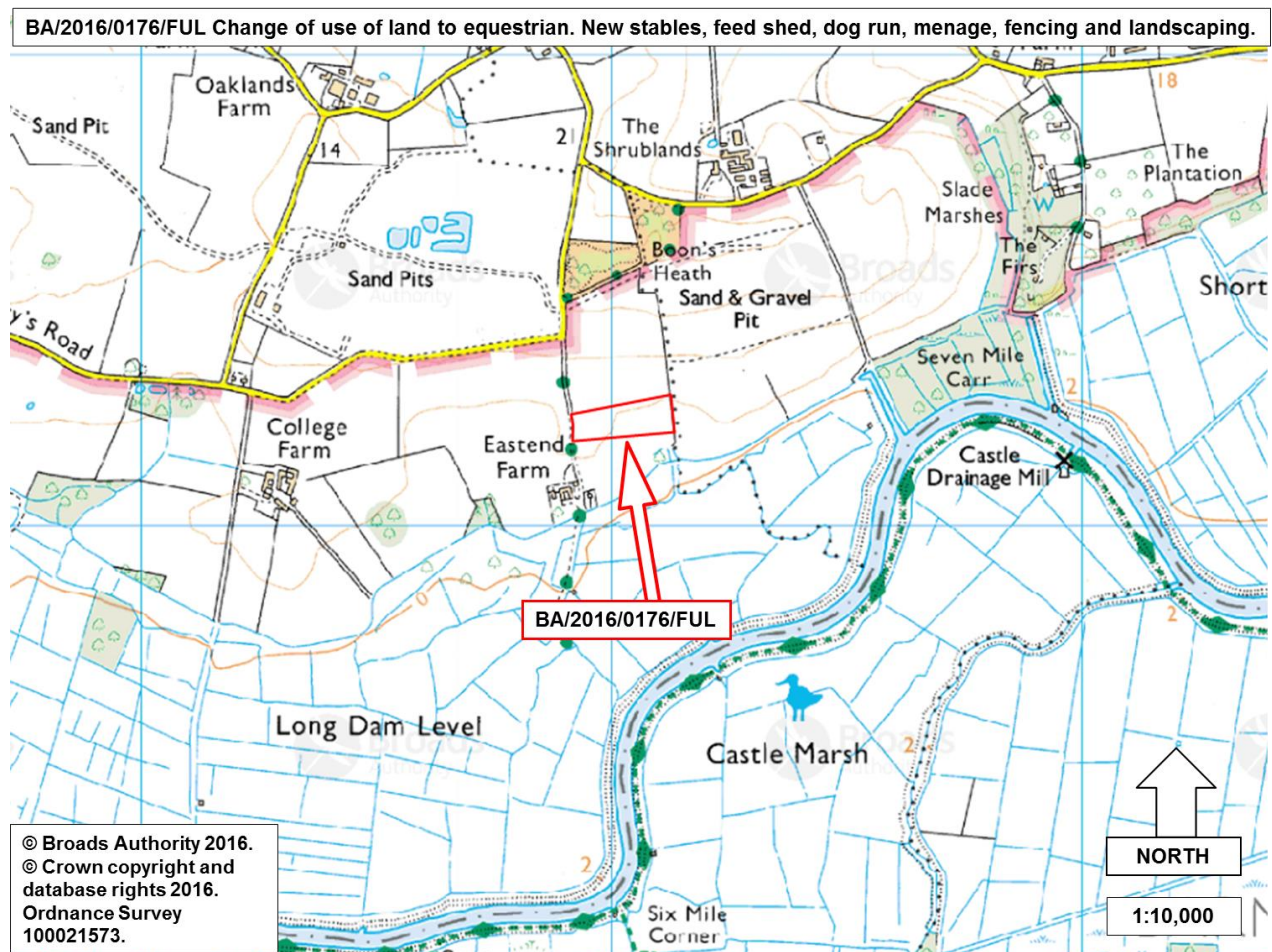 BA/2016/0176/FUL Change of use of land to equestrian. New stables, feed shed, dog run, menage, fencing and landscaping.
Oaklands
Farm
18
Sand Pit
14
21
The
Shrublands
The
Plantation
Slade
Marshes
W
The
Firs
Boon's
Heath
Broads
Authority
Broads
Authority
Sand Pits
Sand & Gravel
Pit
Short
y's Road
Seven Mile
Carr
2
College
Farm
Eastend
Farm
Castle
Drainage Mill
0
BA/2016/0176/FUL
2
Long Dam Level
Castle Marsh
2
2
NORTH
Six Mile
Corner
1:10,000
© Broads Authority 2016.
© Crown copyright and
database rights 2016.
Ordnance Survey
100021573.